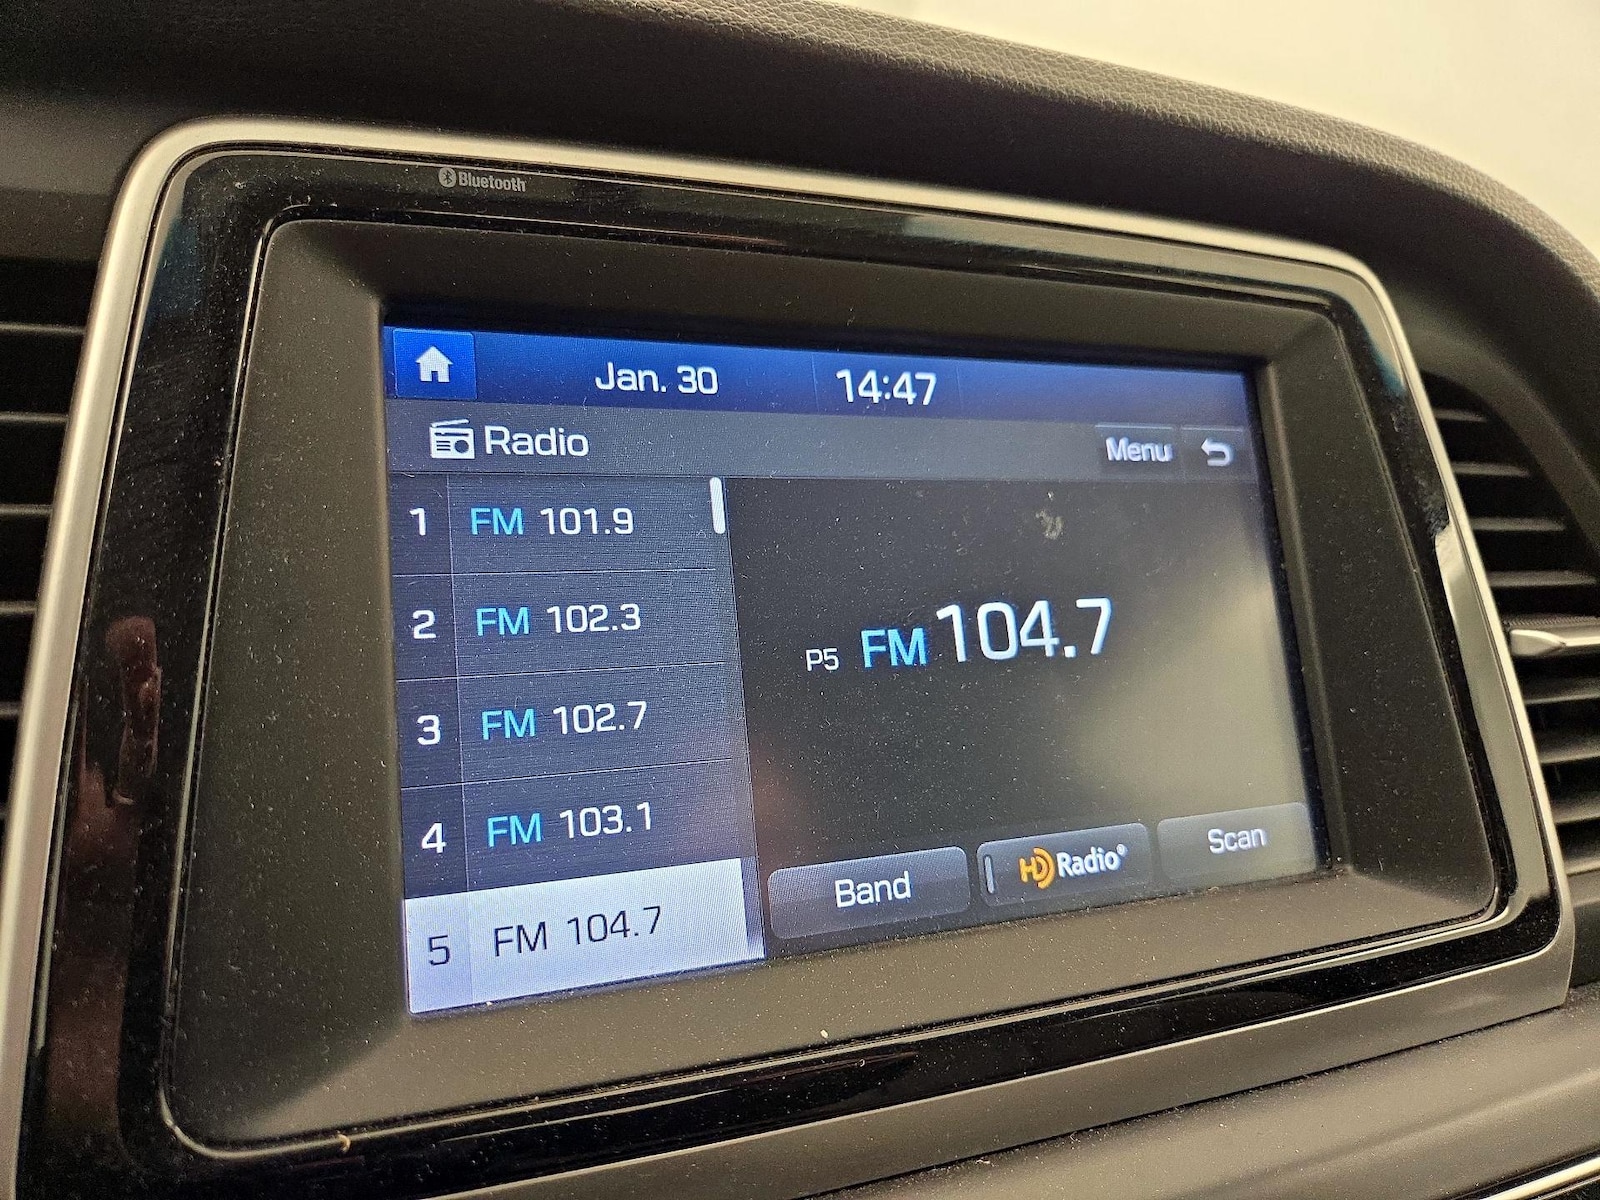 Bluetooth
Jan. 30 14:47
Radio Menu
1 FM 101.9
2 FM 102.3
3 FM 102.7
4 FM 103.1
5 FM 104.7
P5 FM 104.7
Band HD Radio® Scan